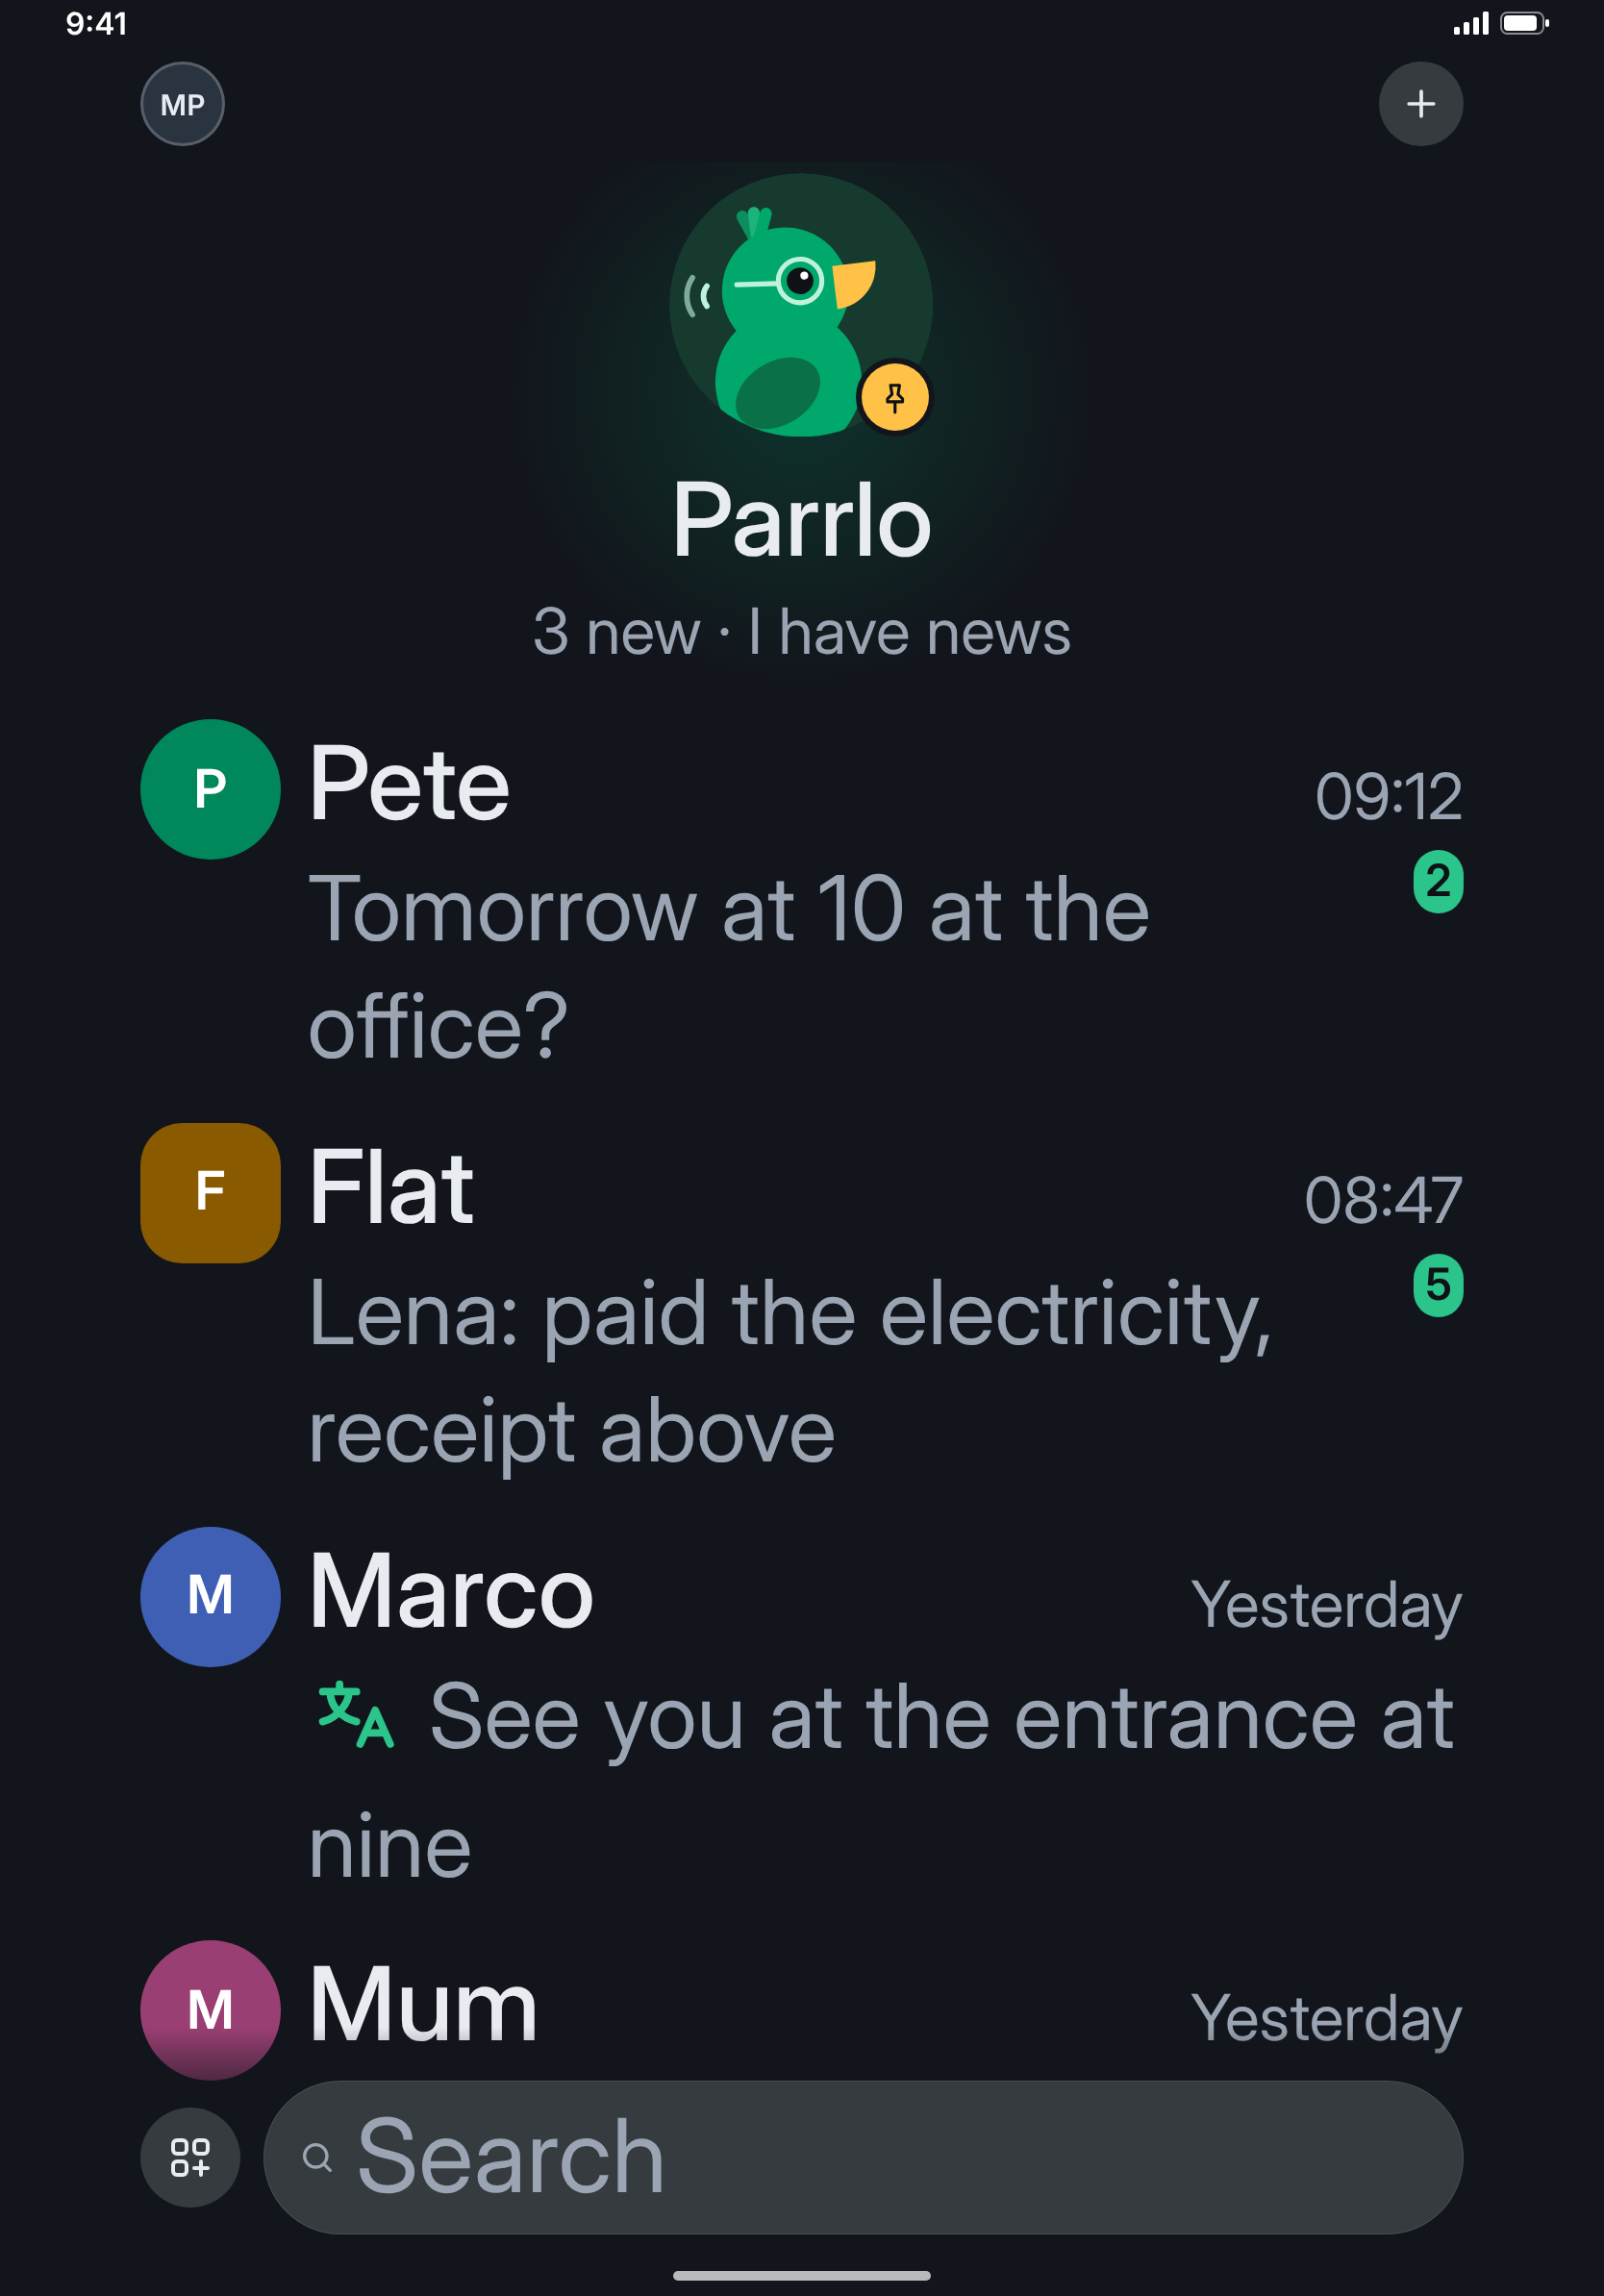 9:41
MP
Parrlo
3 new · I have news
P
Pete
09:12
Tomorrow at 10 at the
2
office?
F
Flat
08:47
Lena: paid the electricity,
5
receipt above
M
Marco
Yesterday
See you at the entrance at
nine
M
Mum
Yesterday
Search